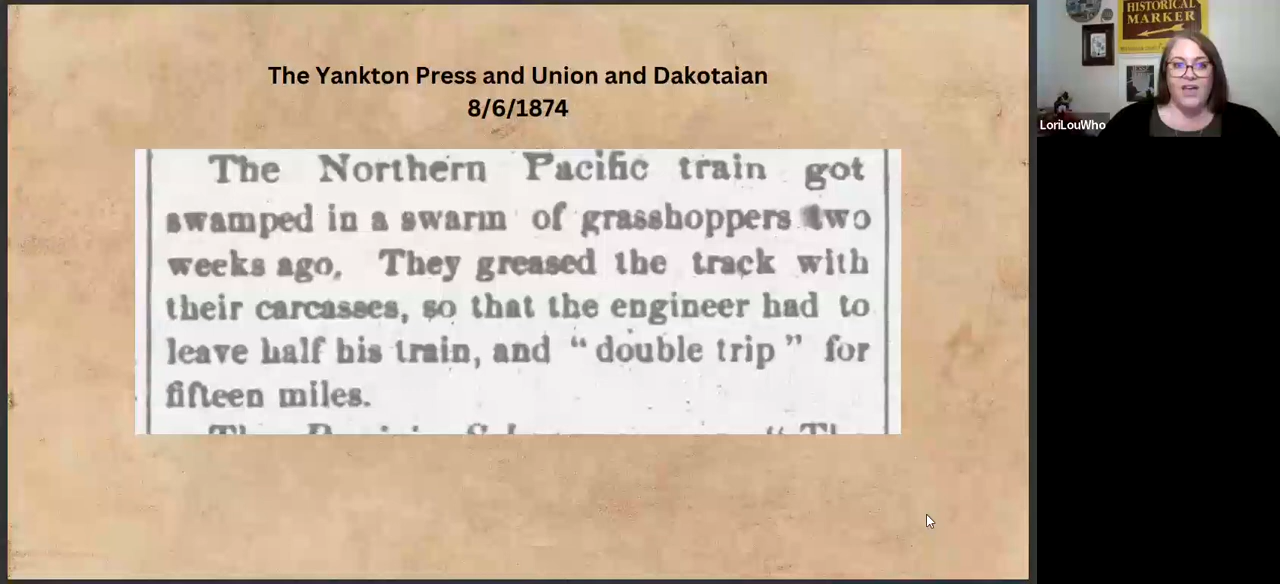 The Yankton Press and Union and Dakotaian
8/6/1874
The Northern Pacific train got
swamped in a swarm of grasshoppers two
weeks ago. They greased the track with
their carcasses, so that the engineer had to
leave half his train, and “ double trip ” for
fifteen miles.
HISTORICAL
MARKER
LoriLouWho